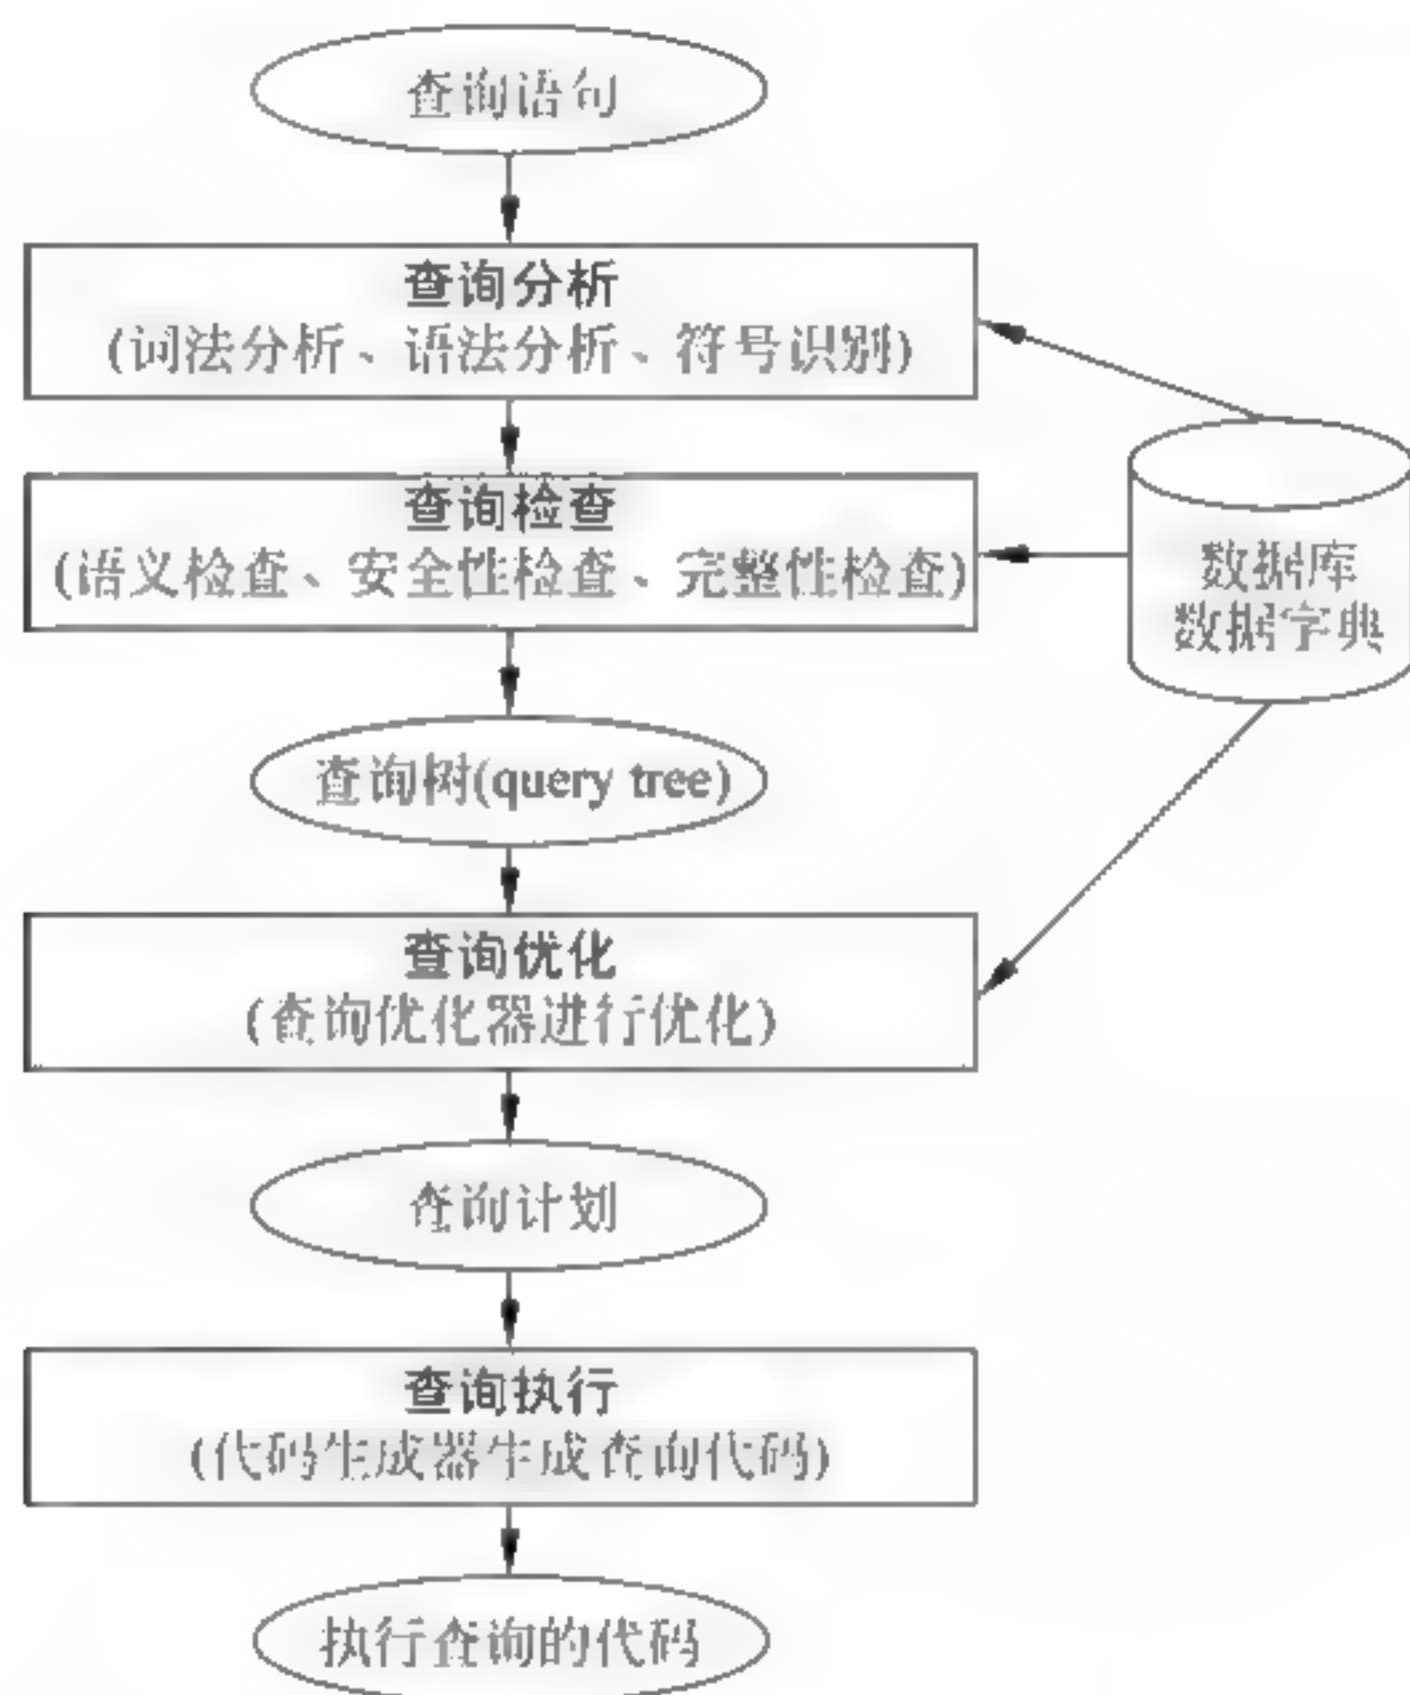 查询语句
查询分析
(词法分析、语法分析、符号识别)
查询检查
(语义检查、安全性检查、完整性检查)
数据库
数据字典
查询树(query tree)
查询优化
(查询优化器进行优化)
查询计划
查询执行
(代码生成器生成查询代码)
执行查询的代码